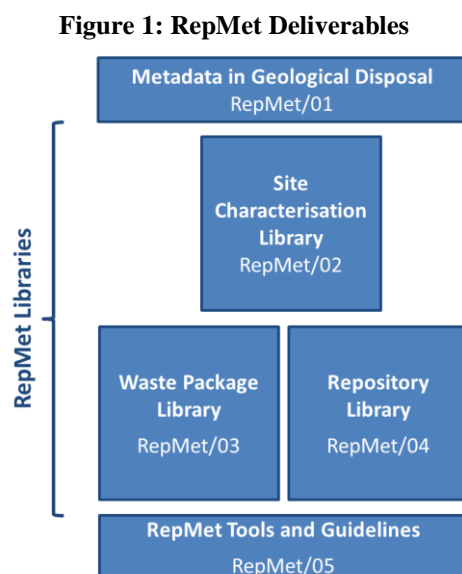 Figure 1: RepMet Deliverables
Metadata in Geological Disposal
RepMet/01
RepMet Libraries
Site
Characterisation
Library
RepMet/02
Waste Package
Library
RepMet/03
Repository
Library
RepMet/04
RepMet Tools and Guidelines
RepMet/05